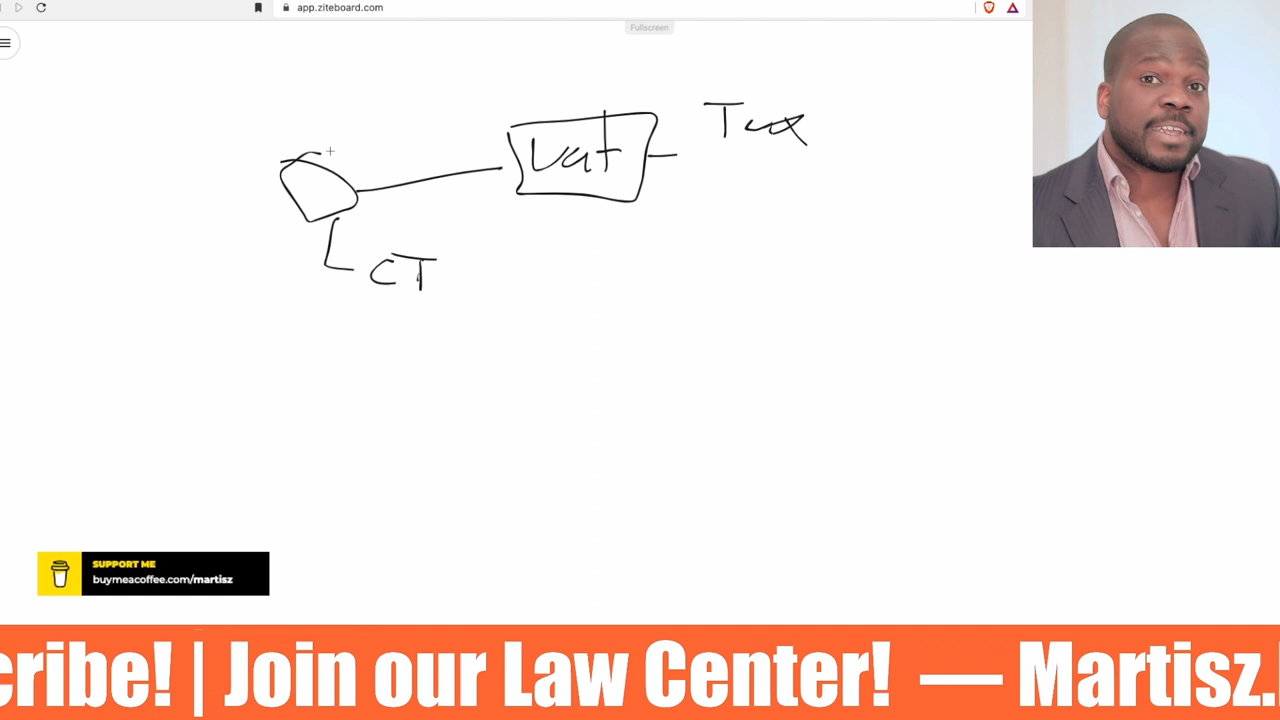 app.ziteboard.com
Fullscreen
Tax
Vat
CT
SUPPORT ME
buymeacoffee.com/martisz
cribe! | Join our Law Center! — Martisz.